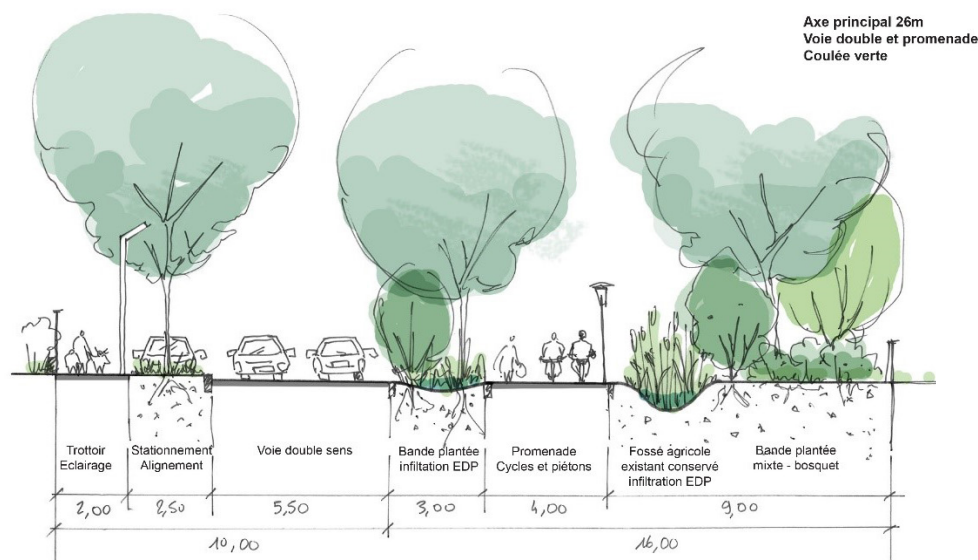 Axe principal 26m
Voie double et promenade
Coulée verte
Trottoir
Eclairage
Stationnement
Alignement
Voie double sens
Bande plantée
infiltation EDP
Promenade
Cycles et piétons
Fossé agricole
existant conservé
infiltration EDP
Bande plantée
mixte - bosquet
2,00 2,50 5,50 3,00 4,00 9,00
10,00 16,00